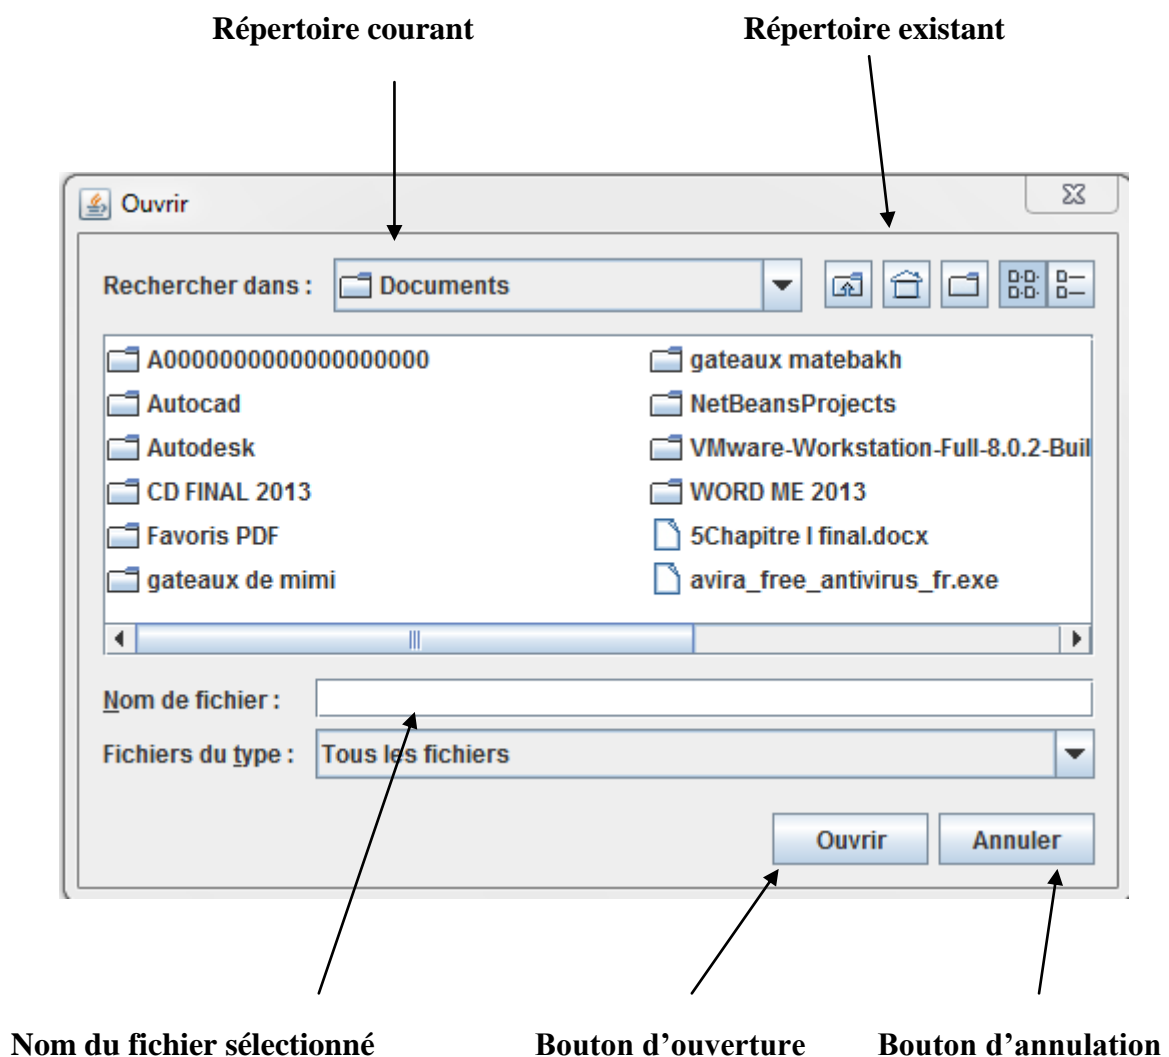 Répertoire courant Répertoire existant
Ouvrir
Rechercher dans : Documents
A0000000000000000000 gateaux matebakh
Autocad NetBeansProjects
Autodesk VMware-Workstation-Full-8.0.2-Buil
CD FINAL 2013 WORD ME 2013
Favoris PDF 5Chapitre I final.docx
gateaux de mimi avira_free_antivirus_fr.exe
Nom de fichier :
Fichiers du type : Tous les fichiers
Ouvrir Annuler
Nom du fichier sélectionné Bouton d’ouverture Bouton d’annulation